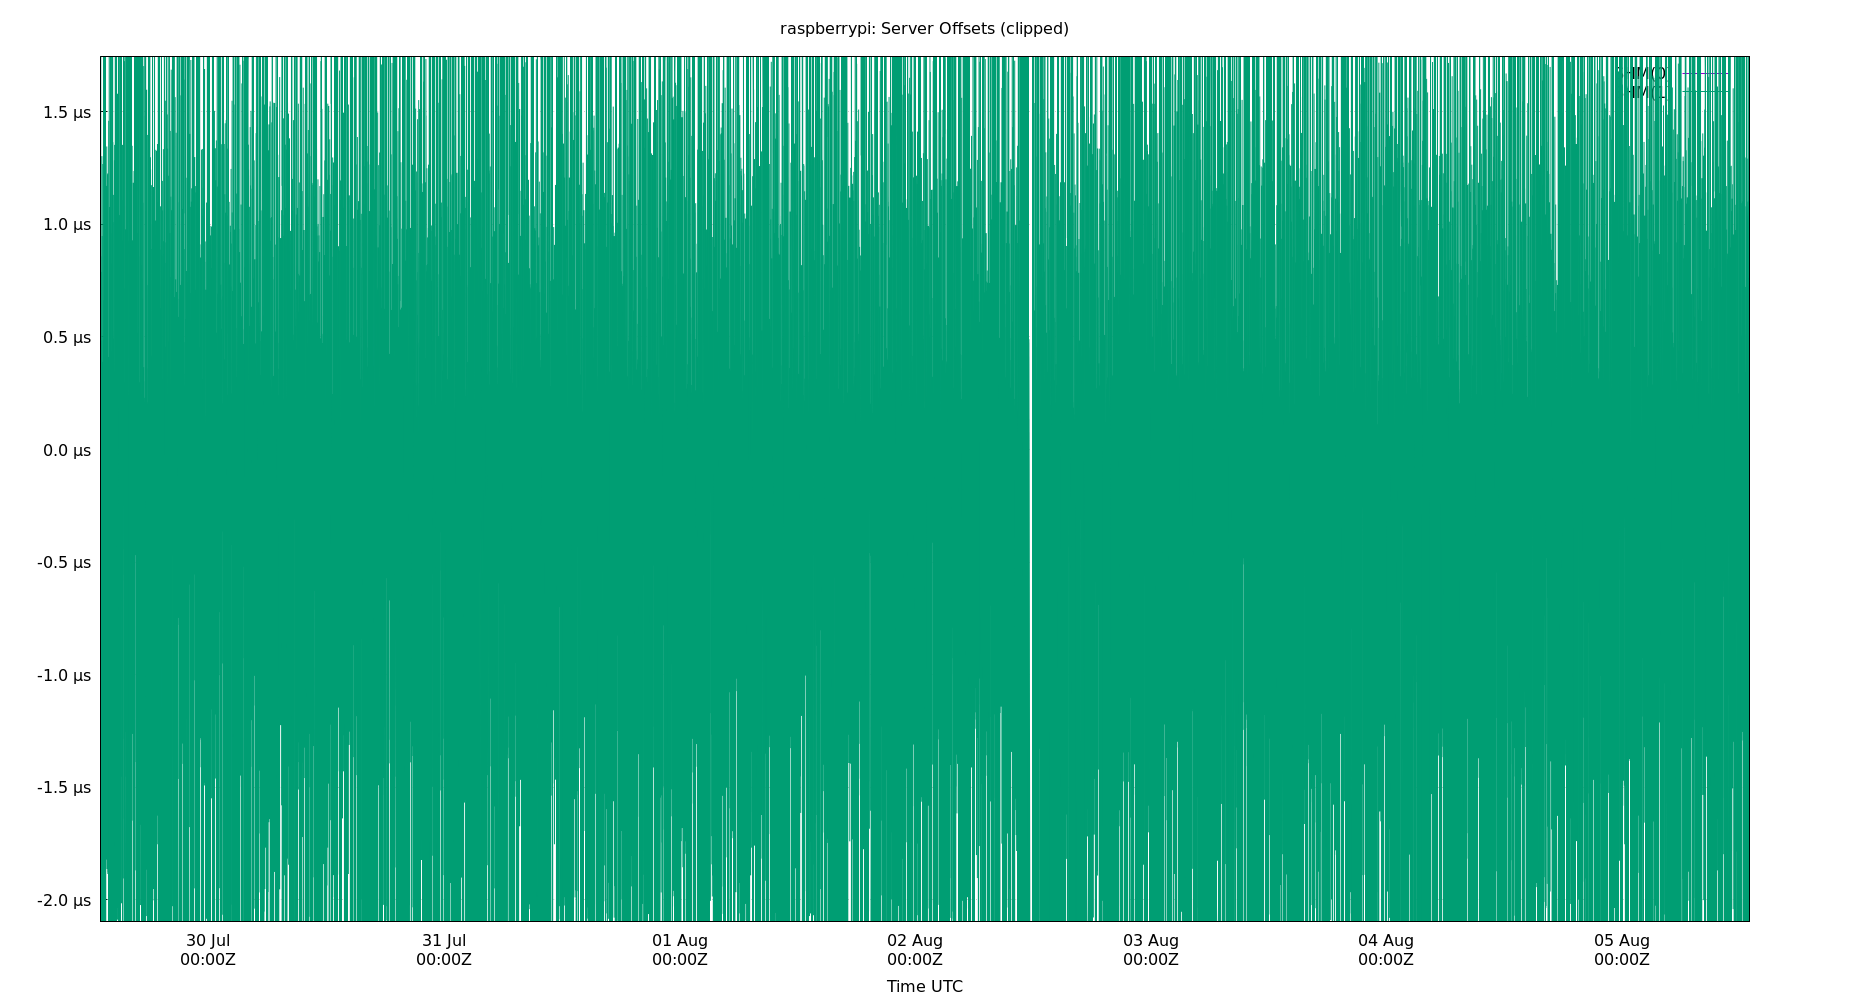 raspberrypi: Server Offsets (clipped)
1.5 µs
1.0 µs
0.5 µs
0.0 µs
-0.5 µs
-1.0 µs
-1.5 µs
-2.0 µs
30 Jul
00:00Z
31 Jul
00:00Z
01 Aug
00:00Z
02 Aug
00:00Z
03 Aug
00:00Z
04 Aug
00:00Z
05 Aug
00:00Z
Time UTC